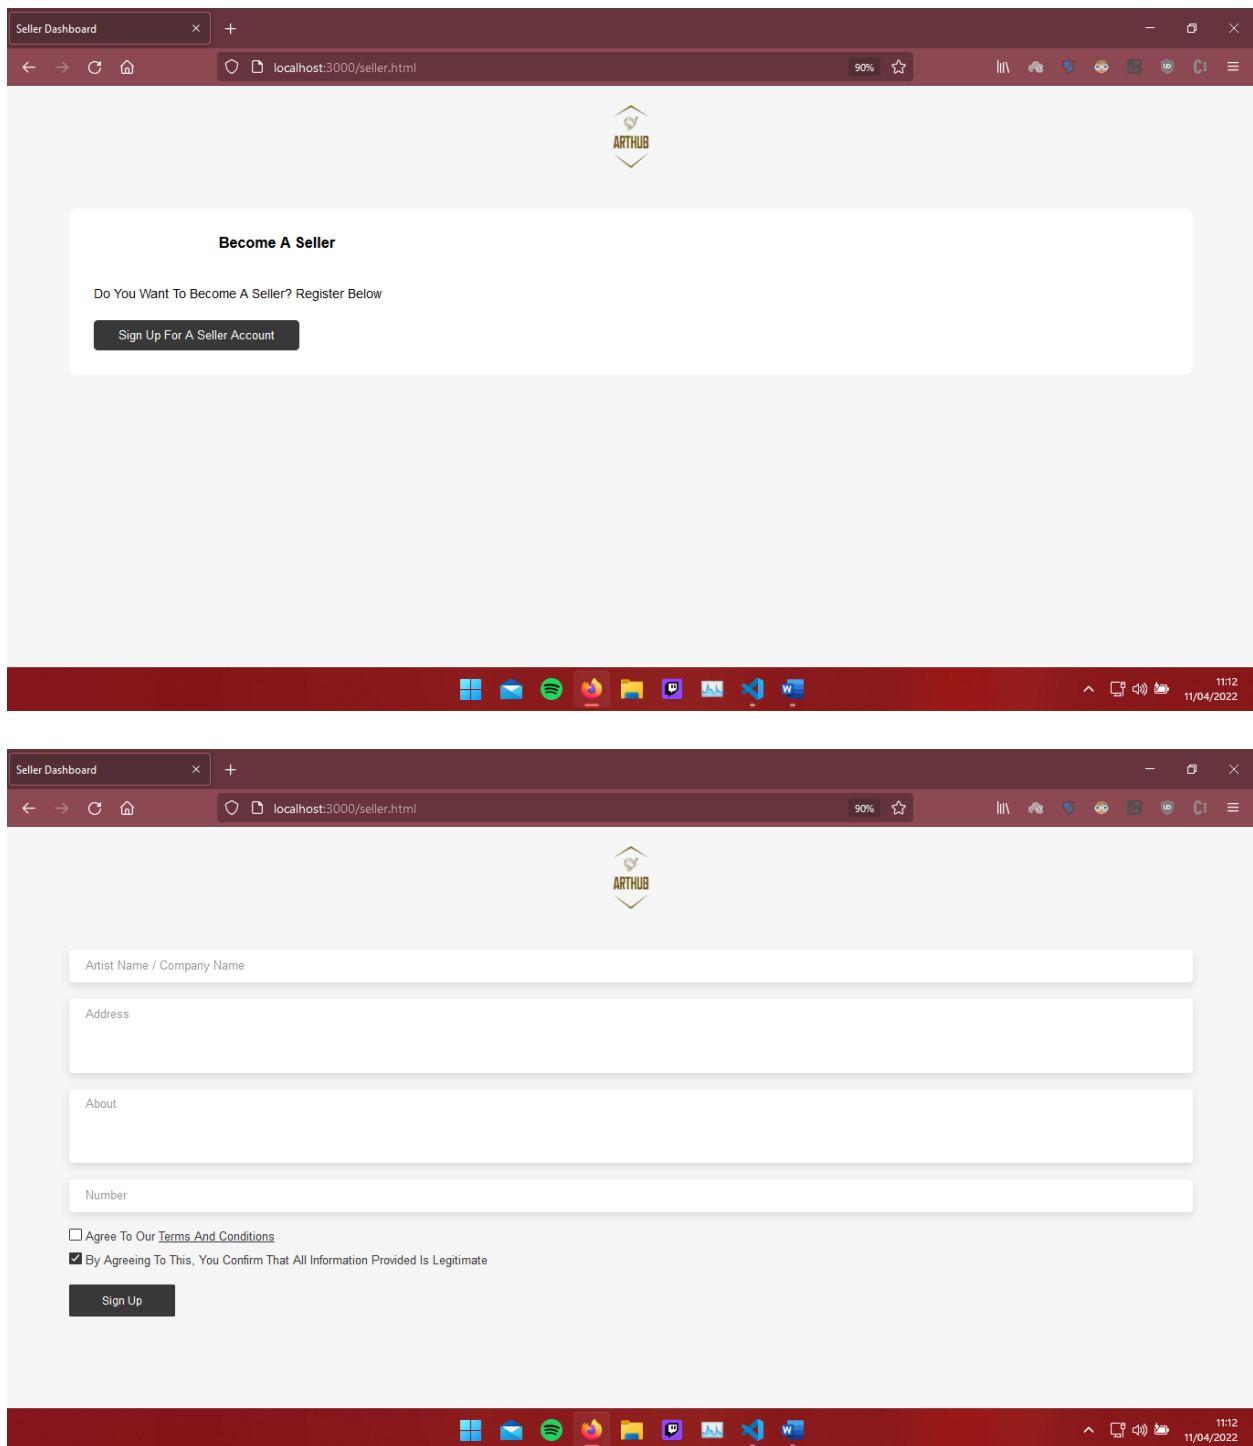 Seller Dashboard
localhost:3000/seller.html
90%
ARTHUB
Become A Seller
Do You Want To Become A Seller? Register Below
Sign Up For A Seller Account
11:12
11/04/2022
Seller Dashboard
localhost:3000/seller.html
90%
ARTHUB
Artist Name / Company Name
Address
About
Number
Agree To Our Terms And Conditions
By Agreeing To This, You Confirm That All Information Provided Is Legitimate
Sign Up
11:12
11/04/2022